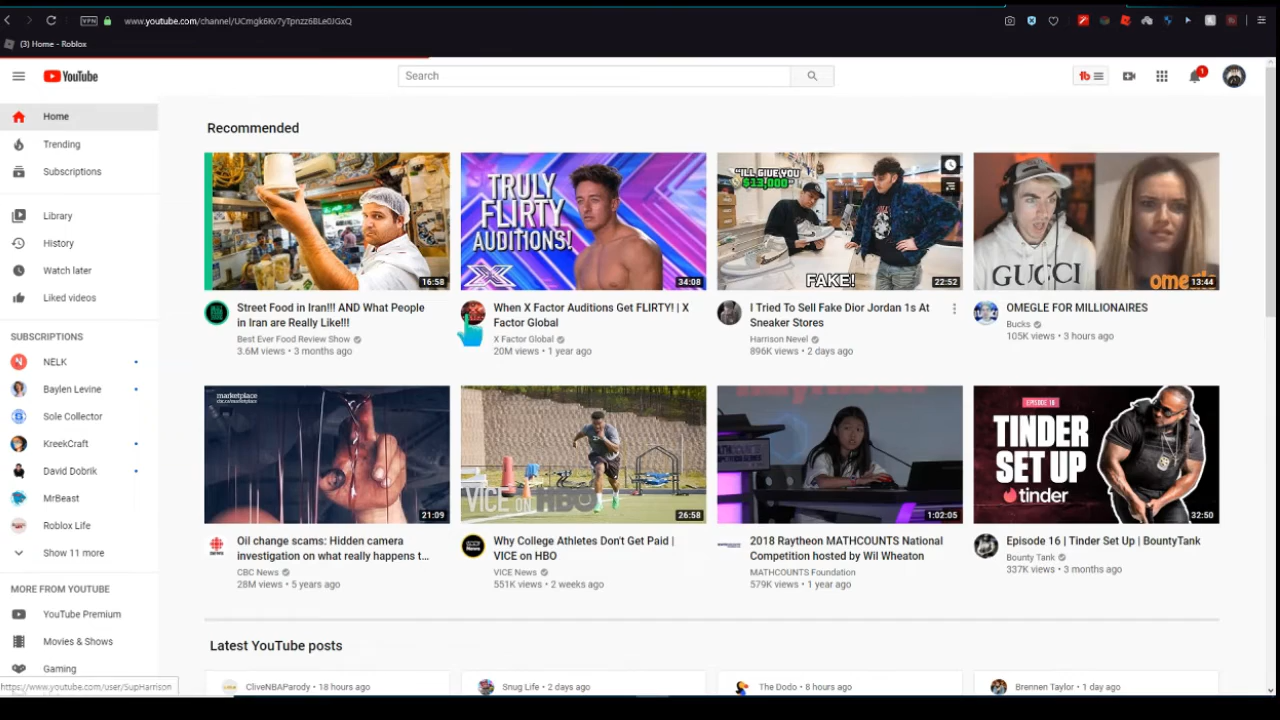 VPN
www.youtube.com/channel/UCmgk6Kv7yTpnzz6BLe0JGxQ
(3) Home - Roblox
YouTube
Search
tb
1
Home
Trending
Subscriptions
Library
History
Watch later
Liked videos
SUBSCRIPTIONS
NELK
Baylen Levine
Sole Collector
KreekCraft
David Dobrik
MrBeast
Roblox Life
Show 11 more
MORE FROM YOUTUBE
YouTube Premium
Movies & Shows
Gaming
https://www.youtube.com/user/SupHarrison
Recommended
16:58
Street Food in Iran!!! AND What People
in Iran are Really Like!!!
Best Ever Food Review Show
3.6M views • 3 months ago
TRULY
FLIRTY
AUDITIONS!
X
34:08
When X Factor Auditions Get FLIRTY! | X
Factor Global
X Factor Global
20M views • 1 year ago
"ILL GIVE YOU
$13,000"
FAKE!
22:52
I Tried To Sell Fake Dior Jordan 1s At
Sneaker Stores
Harrison Nevel
896K views • 2 days ago
GUCCI
omegle
13:44
OMEGLE FOR MILLIONAIRES
Bucks
105K views • 3 hours ago
marketplace
cbc.ca/marketplace
21:09
Oil change scams: Hidden camera
investigation on what really happens t...
CBC News
28M views • 5 years ago
VICE ON HBO
26:58
Why College Athletes Don't Get Paid |
VICE on HBO
VICE News
551K views • 2 weeks ago
1:02:05
2018 Raytheon MATHCOUNTS National
Competition hosted by Wil Wheaton
MATHCOUNTS Foundation
579K views • 1 year ago
EPISODE 16
TINDER
SET UP
tinder
32:50
Episode 16 | Tinder Set Up | BountyTank
Bounty Tank
337K views • 3 months ago
Latest YouTube posts
CliveNBAParody • 18 hours ago
Snug Life • 2 days ago
The Dodo • 8 hours ago
Brennen Taylor • 1 day ago